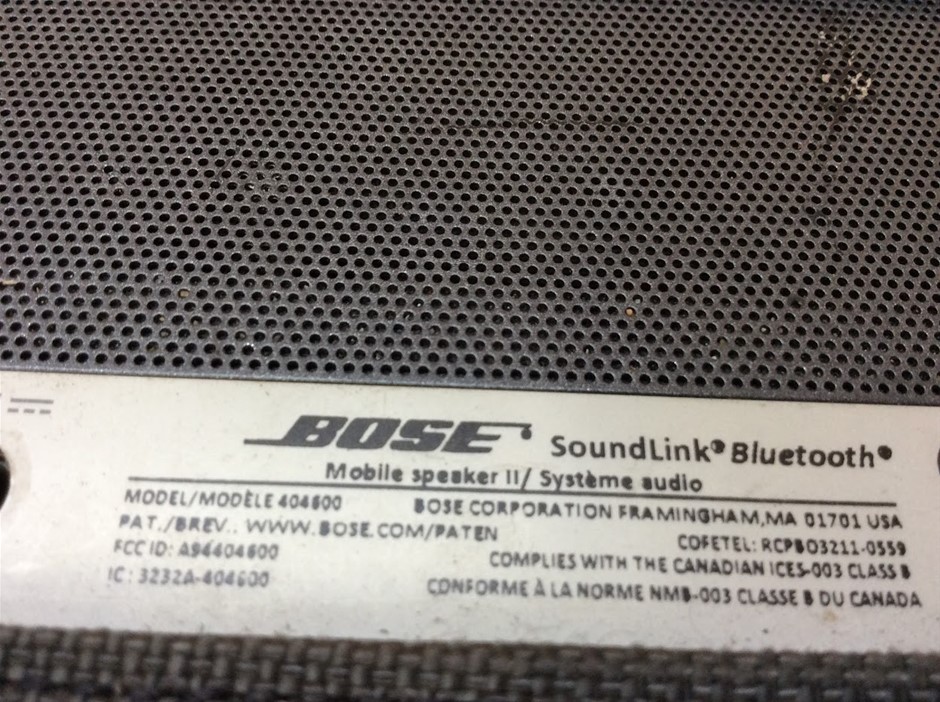 BOSE SoundLink® Bluetooth®
Mobile speaker II/ Système audio
MODEL/MODÈLE 404600
BOSE CORPORATION FRAMINGHAM,MA 01701 USA
PAT./BREV.: WWW.BOSE.COM/PATEN
COFETEL: RCPBO3211-0559
FCC ID: A94404600
COMPLIES WITH THE CANADIAN ICES-003 CLASS B
IC: 3232A-404600
CONFORME À LA NORME NMB-003 CLASSE B DU CANADA